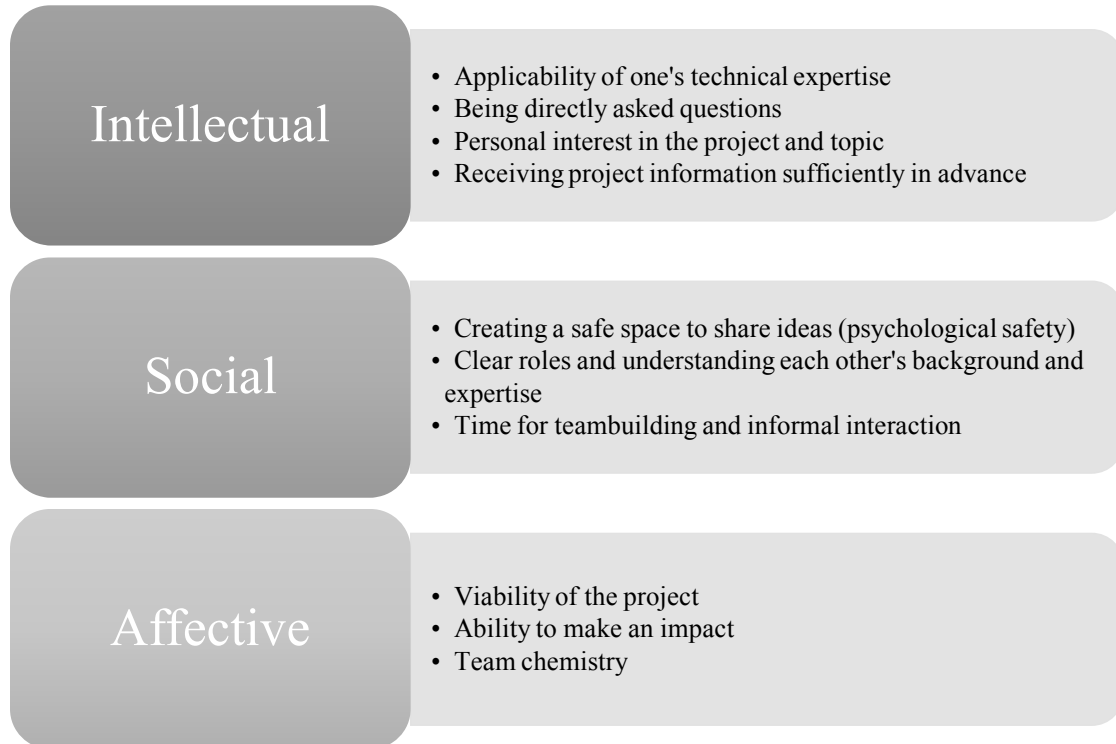 Intellectual
• Applicability of one's technical expertise
• Being directly asked questions
• Personal interest in the project and topic
• Receiving project information sufficiently in advance
Social
• Creating a safe space to share ideas (psychological safety)
• Clear roles and understanding each other's background and
expertise
• Time for teambuilding and informal interaction
Affective
• Viability of the project
• Ability to make an impact
• Team chemistry